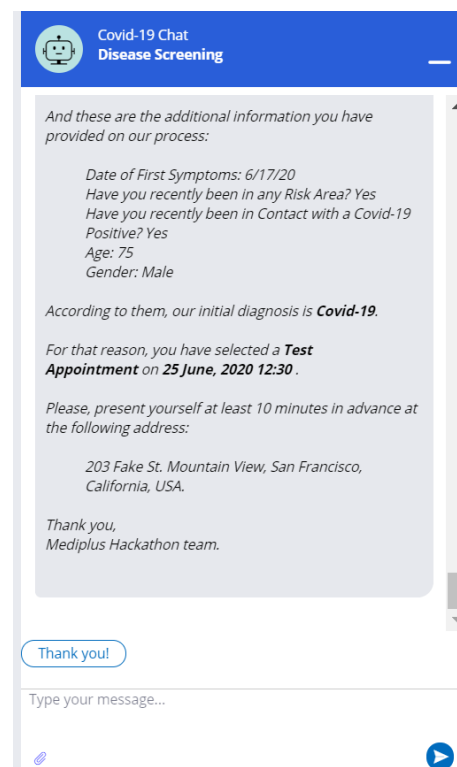 Covid-19 Chat
Disease Screening
And these are the additional information you have
provided on our process:
Date of First Symptoms: 6/17/20
Have you recently been in any Risk Area? Yes
Have you recently been in Contact with a Covid-19
Positive? Yes
Age: 75
Gender: Male
According to them, our initial diagnosis is Covid-19.
For that reason, you have selected a Test
Appointment on 25 June, 2020 12:30 .
Please, present yourself at least 10 minutes in advance at
the following address:
203 Fake St. Mountain View, San Francisco,
California, USA.
Thank you,
Mediplus Hackathon team.
Thank you!
Type your message...